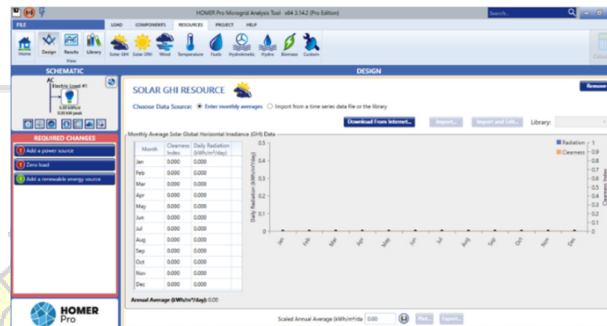 HOMER Pro Microgrid Analysis Tool x64 3.14.2 (Pro Edition)
Search...
FILE
LOAD COMPONENTS RESOURCES PROJECT HELP
Home Design Results Library Solar GHI Solar DNI Wind Temperature Fuels Hydrokinetic Hydro Biomass Custom
View
SCHEMATIC DESIGN
AC
Electric Load #1
0.00 kWh/d
0.00 kW peak
REQUIRED CHANGES
Add a power source
Zero load
Add a renewable energy source
HOMER
Pro
SOLAR GHI RESOURCE
Remove
Choose Data Source: Enter monthly averages Import from a time series data file or the library
Download From Internet... Import... Import and Edit... Library:
Monthly Average Solar Global Horizontal Irradiance (GHI) Data
Month Clearness Index Daily Radiation (kWh/m²/day)
Jan 0.000 0.000
Feb 0.000 0.000
Mar 0.000 0.000
Apr 0.000 0.000
May 0.000 0.000
Jun 0.000 0.000
Jul 0.000 0.000
Aug 0.000 0.000
Sep 0.000 0.000
Oct 0.000 0.000
Nov 0.000 0.000
Dec 0.000 0.000
Annual Average (kWh/m²/day): 0.00
Daily Radiation (kWh/m²/day)
0.5
0.4
0.3
0.2
0.1
0
Jan Feb Mar Apr May Jun Jul Aug Sep Oct Nov Dec
Radiation
Clearness
1
0.9
0.8
0.7
0.6
0.5
0.4
0.3
0.2
0.1
0
Clearness Index
Scaled Annual Average (kWh/m²/da 0.00 Plot... Export...